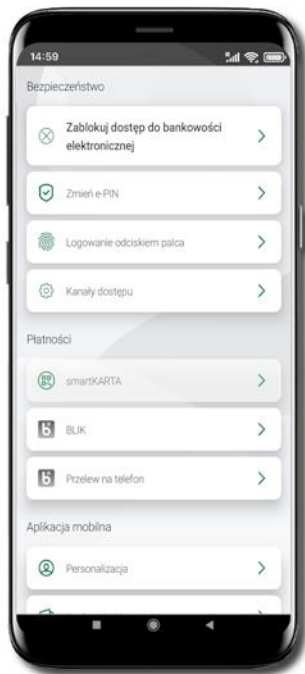 14:59
Bezpieczeństwo
Zablokuj dostęp do bankowości
elektronicznej
Zmień e-PIN
Logowanie odciskiem palca
Kanały dostępu
Płatności
smartKARTA
BLIK
Przelew na telefon
Aplikacja mobilna
Personalizacja